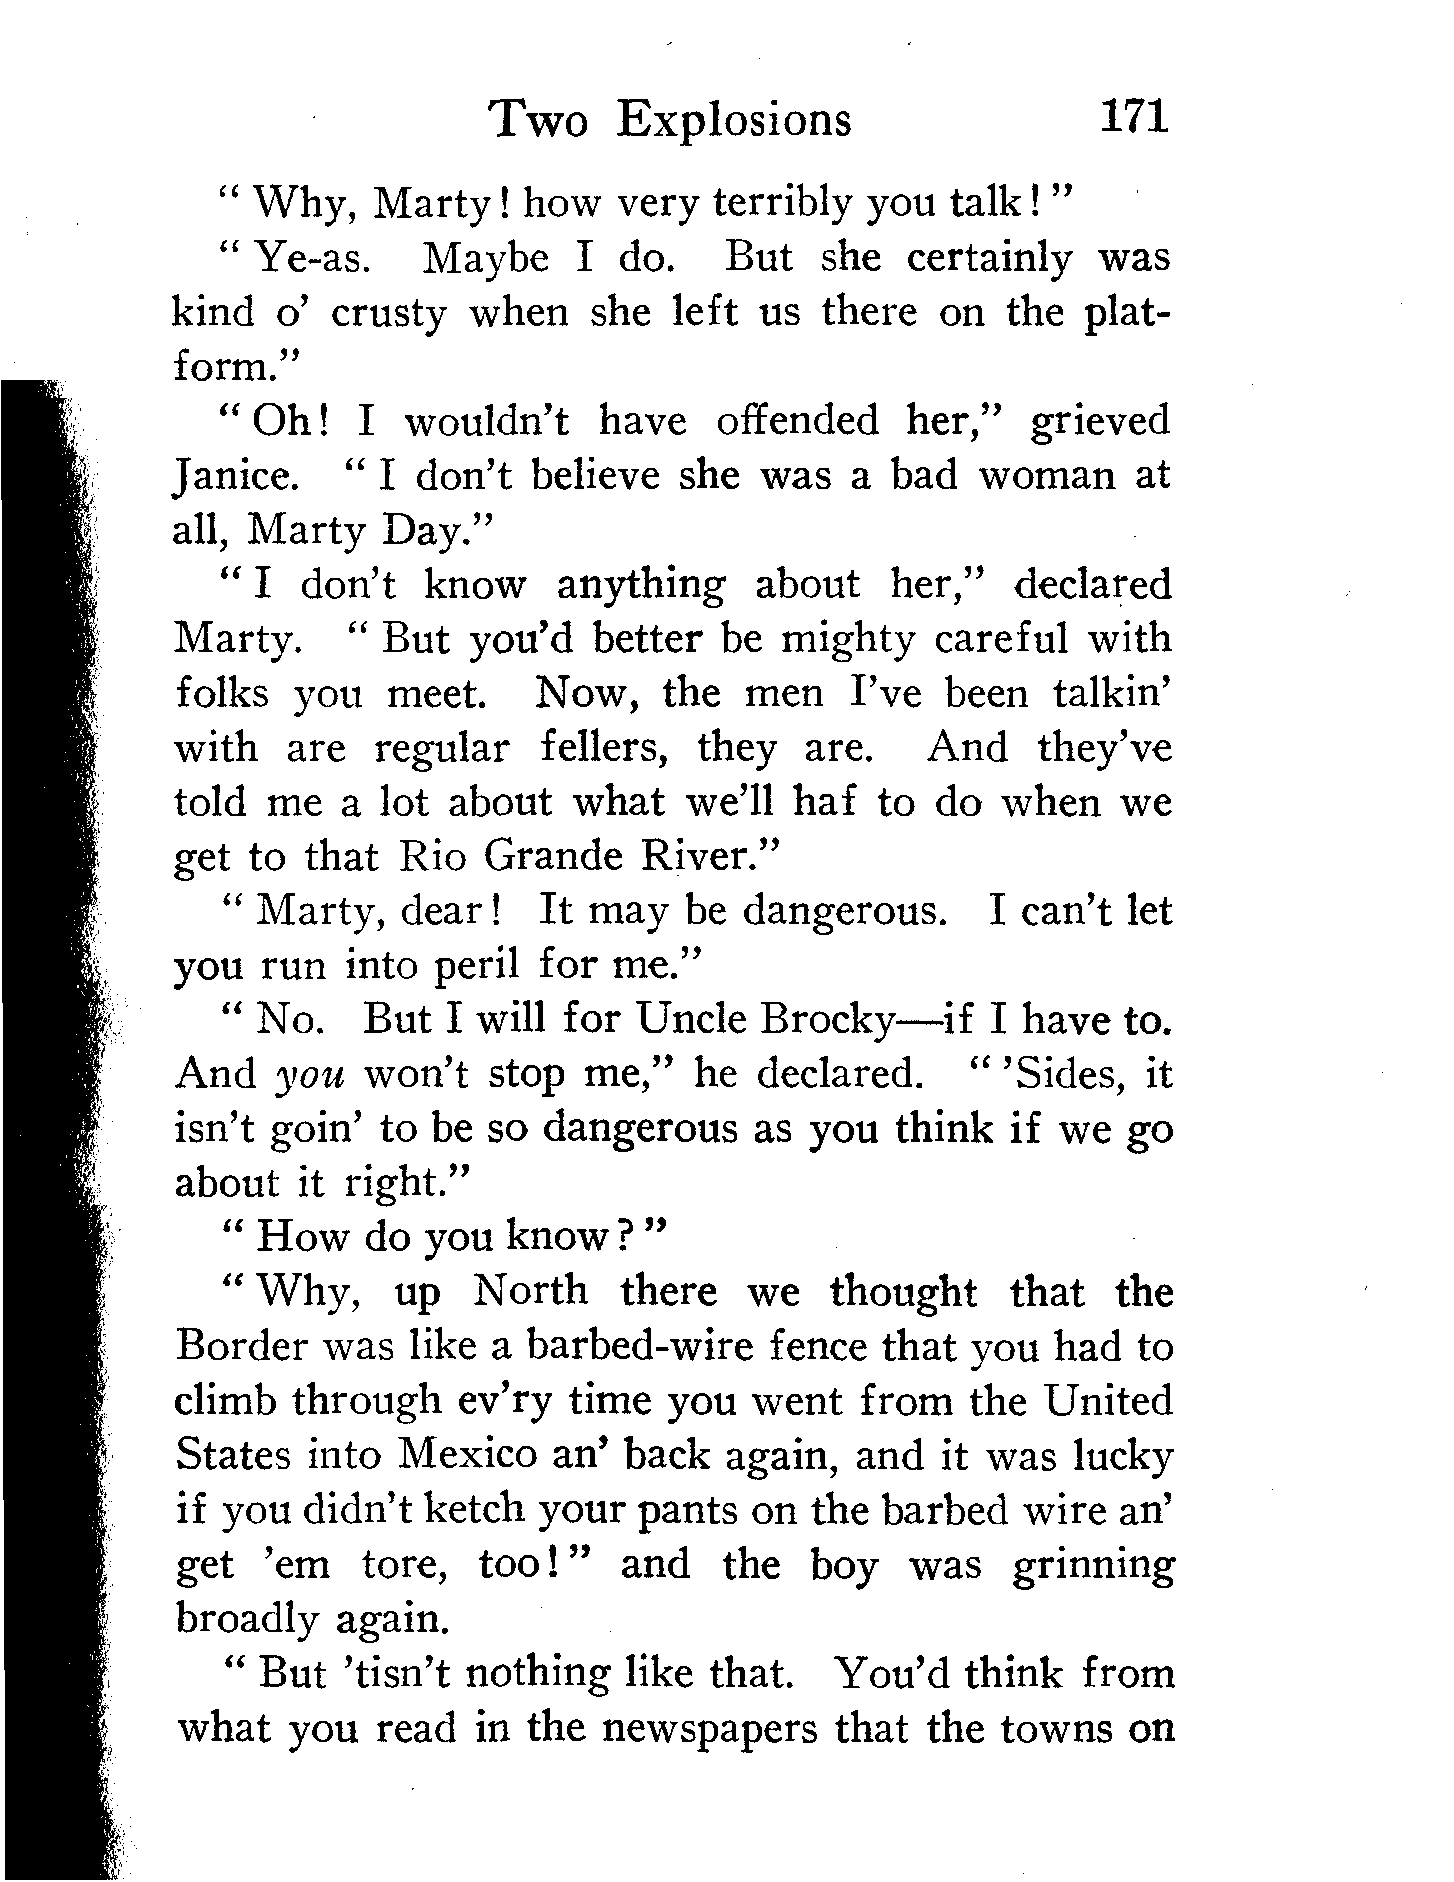 Two Explosions 171
" Why, Marty! how very terribly you talk! "
" Ye-as. Maybe I do. But she certainly was
kind o' crusty when she left us there on the plat-
form."
" Oh! I wouldn't have offended her," grieved
Janice. " I don't believe she was a bad woman at
all, Marty Day."
" I don't know anything about her," declared
Marty. " But you'd better be mighty careful with
folks you meet. Now, the men I've been talkin'
with are regular fellers, they are. And they've
told me a lot about what we'll haf to do when we
get to that Rio Grande River."
" Marty, dear! It may be dangerous. I can't let
you run into peril for me."
" No. But I will for Uncle Brocky—if I have to.
And you won't stop me," he declared. " 'Sides, it
isn't goin' to be so dangerous as you think if we go
about it right."
" How do you know? "
" Why, up North there we thought that the
Border was like a barbed-wire fence that you had to
climb through ev'ry time you went from the United
States into Mexico an' back again, and it was lucky
if you didn't ketch your pants on the barbed wire an'
get 'em tore, too! " and the boy was grinning
broadly again.
" But 'tisn't nothing like that. You'd think from
what you read in the newspapers that the towns on